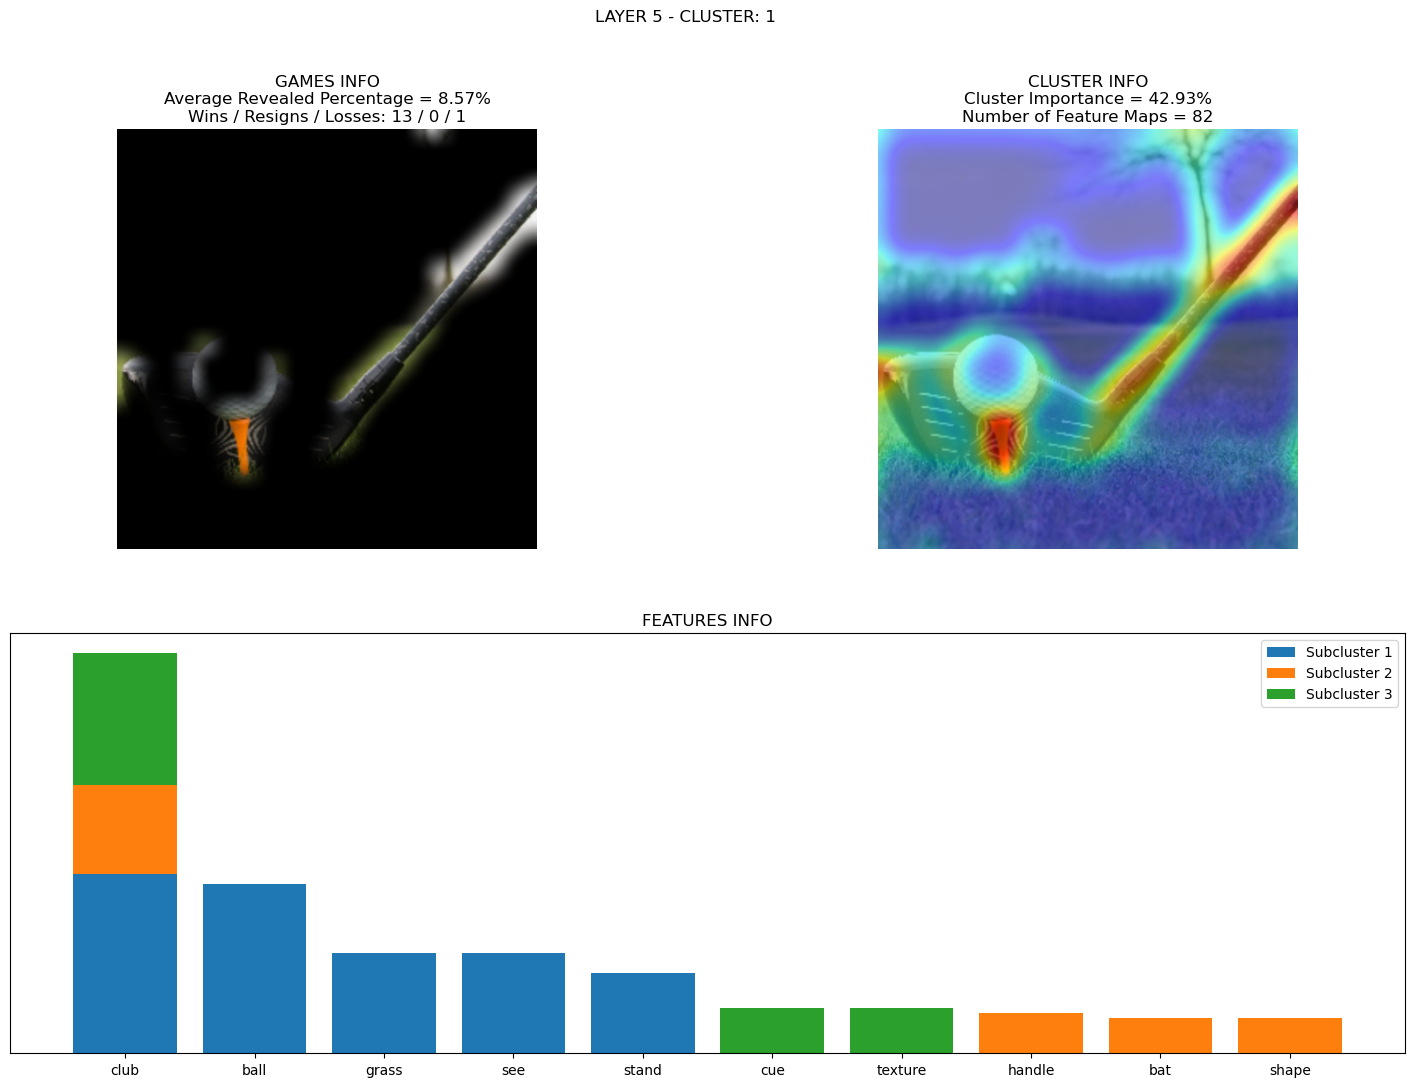 LAYER 5 - CLUSTER: 1
GAMES INFO
Average Revealed Percentage = 8.57%
Wins / Resigns / Losses: 13 / 0 / 1
CLUSTER INFO
Cluster Importance = 42.93%
Number of Feature Maps = 82
FEATURES INFO
Subcluster 1
Subcluster 2
Subcluster 3
club ball grass see stand cue texture handle bat shape